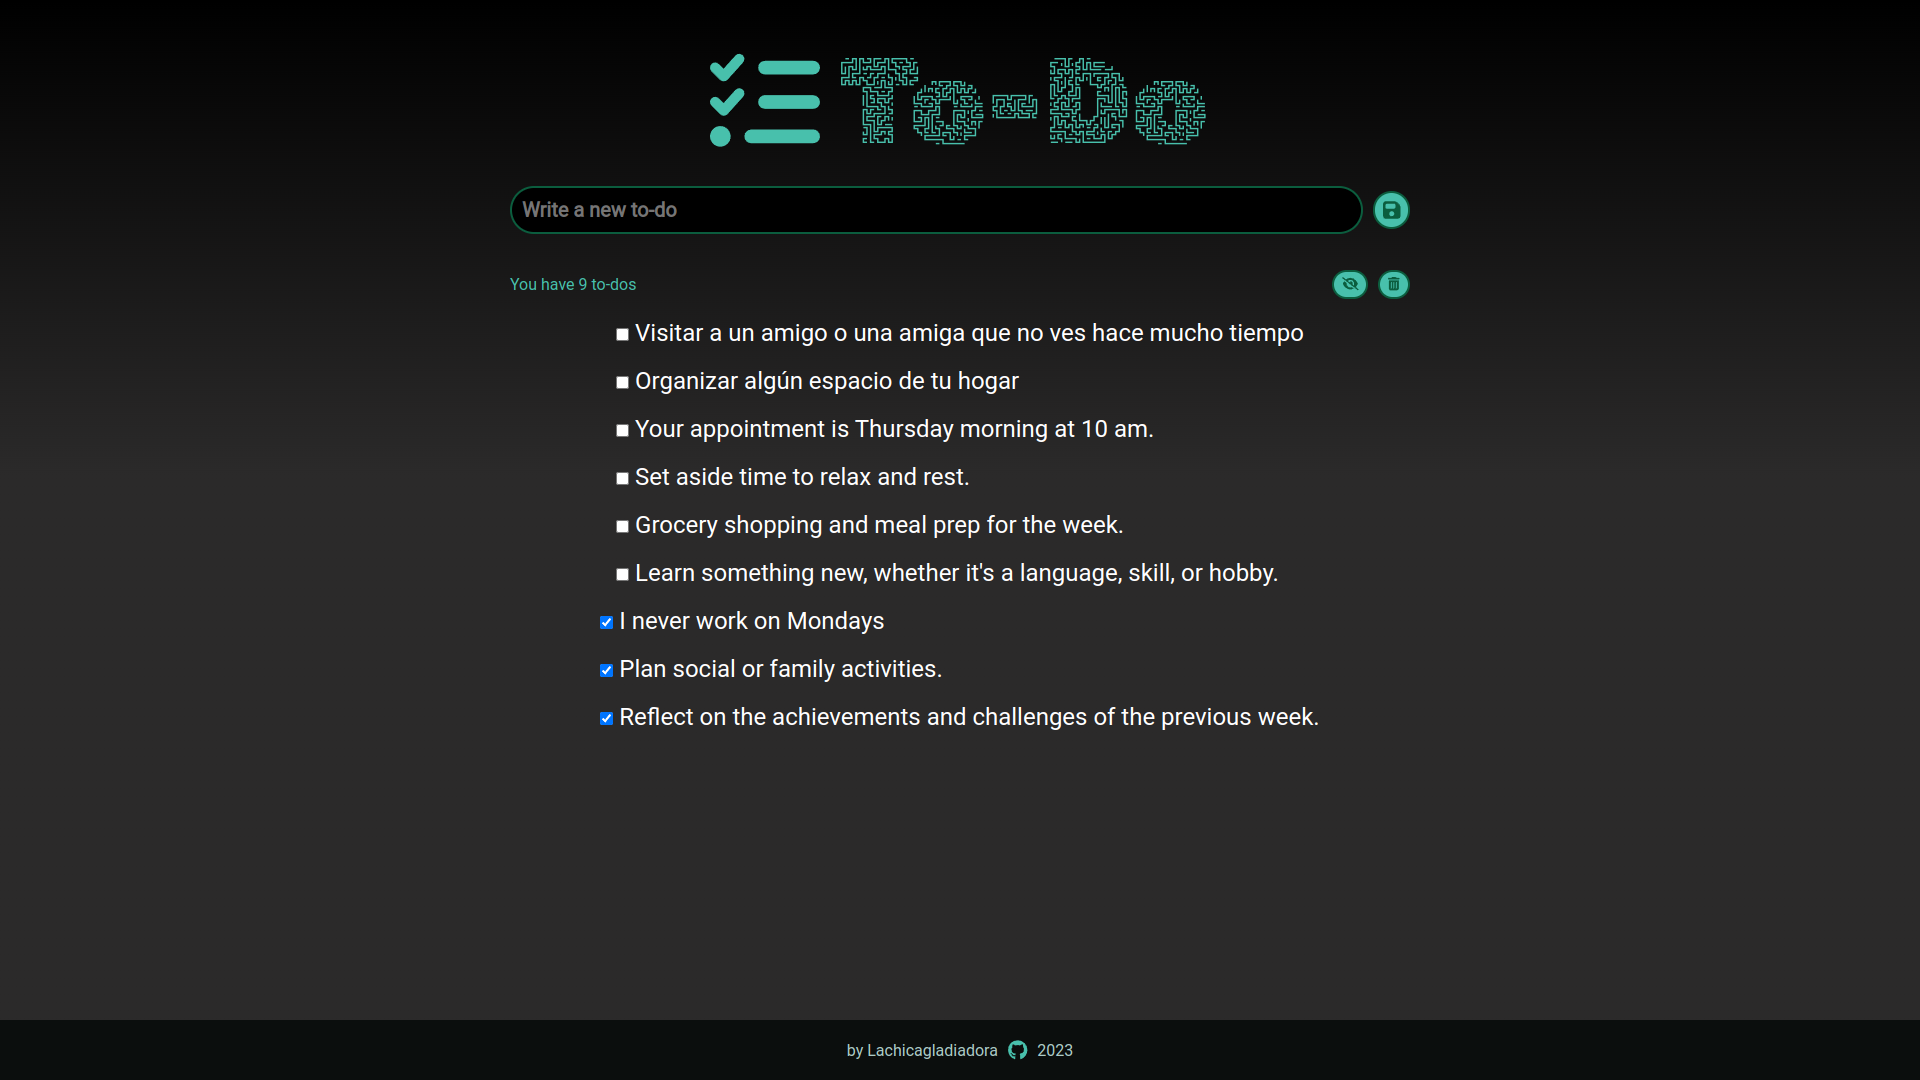 To-Do
Write a new to-do
You have 9 to-dos
Visitar a un amigo o una amiga que no ves hace mucho tiempo
Organizar algún espacio de tu hogar
Your appointment is Thursday morning at 10 am.
Set aside time to relax and rest.
Grocery shopping and meal prep for the week.
Learn something new, whether it's a language, skill, or hobby.
I never work on Mondays
Plan social or family activities.
Reflect on the achievements and challenges of the previous week.
by Lachicagladiadora 2023